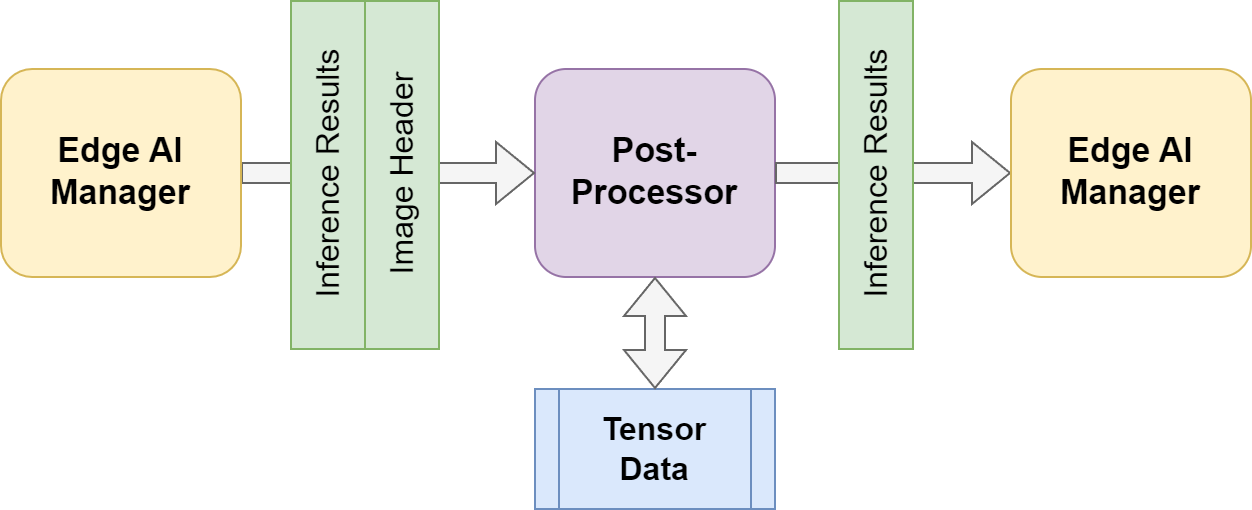 Edge AI
Manager
Inference Results
Image Header
Post-
Processor
Inference Results
Edge AI
Manager
Tensor
Data